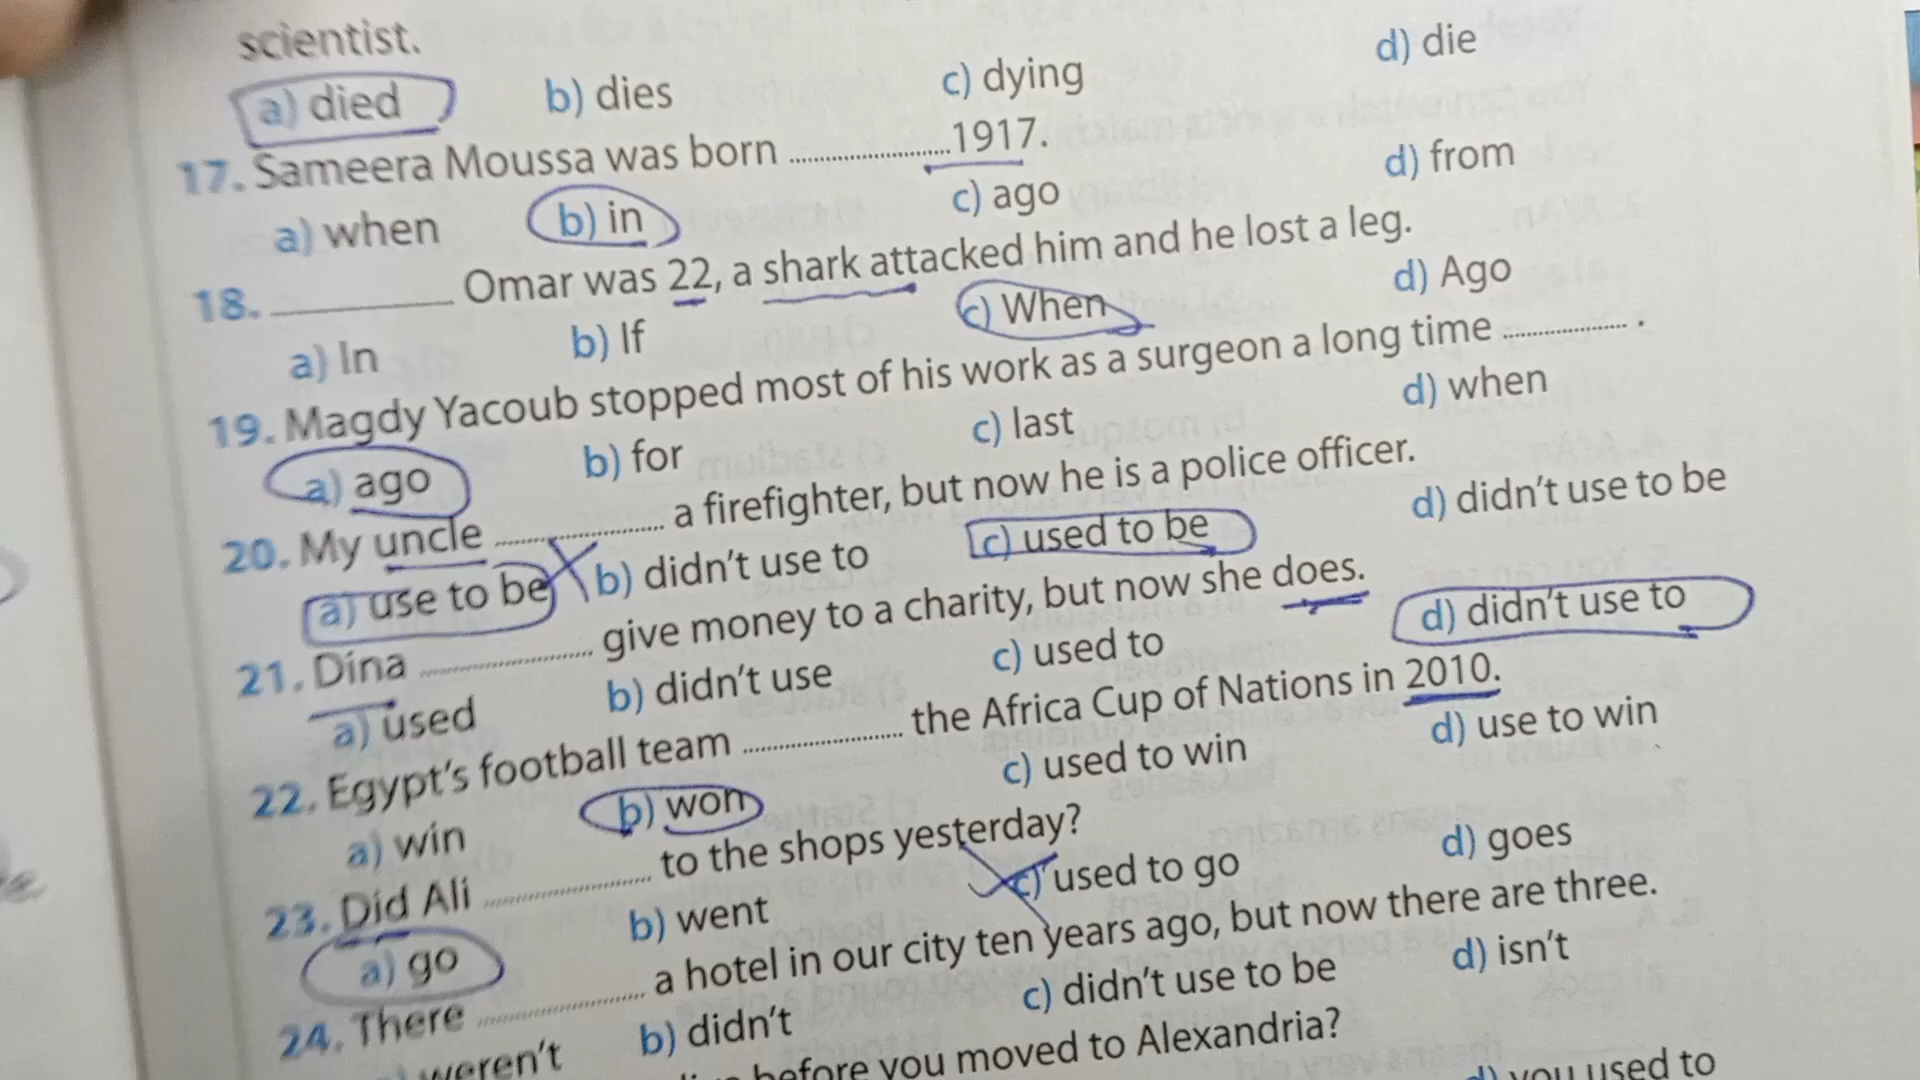 scientist.
a) died b) dies c) dying d) die
17. Sameera Moussa was born ..................1917.
a) when b) in c) ago d) from
18. ________ Omar was 22, a shark attacked him and he lost a leg.
a) In b) If c) When d) Ago
19. Magdy Yacoub stopped most of his work as a surgeon a long time .................. .
a) ago b) for c) last d) when
20. My uncle .................. a firefighter, but now he is a police officer.
a) use to be b) didn't use to c) used to be d) didn't use to be
21. Dina .................. give money to a charity, but now she does.
a) used b) didn't use c) used to d) didn't use to
22. Egypt's football team .................. the Africa Cup of Nations in 2010.
a) win b) won c) used to win d) use to win
23. Did Ali .................. to the shops yesterday?
a) go b) went c) used to go d) goes
24. There .................. a hotel in our city ten years ago, but now there are three.
weren't b) didn't c) didn't use to be d) isn't
before you moved to Alexandria?
d) you used to